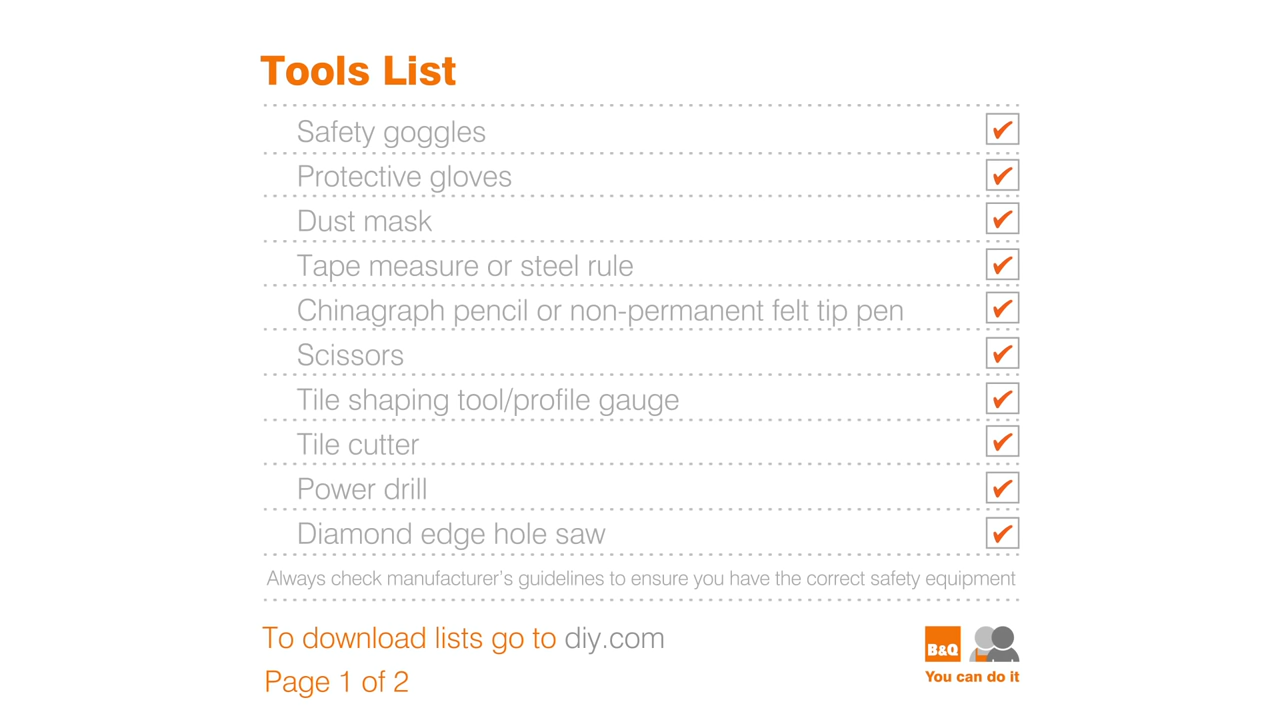 Tools List
Safety goggles
Protective gloves
Dust mask
Tape measure or steel rule
Chinagraph pencil or non-permanent felt tip pen
Scissors
Tile shaping tool/profile gauge
Tile cutter
Power drill
Diamond edge hole saw
Always check manufacturer's guidelines to ensure you have the correct safety equipment
To download lists go to diy.com
B&Q
You can do it
Page 1 of 2